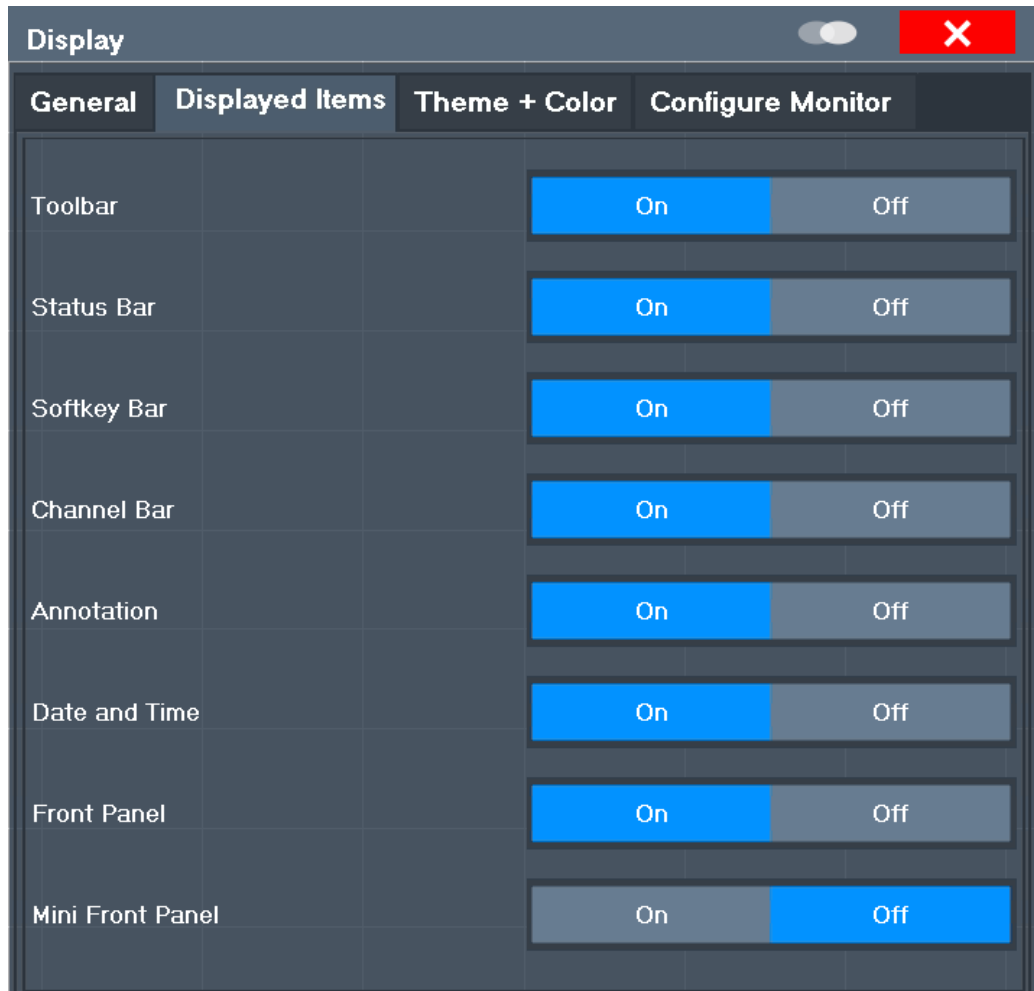 Display
General Displayed Items Theme + Color Configure Monitor
Toolbar On Off
Status Bar On Off
Softkey Bar On Off
Channel Bar On Off
Annotation On Off
Date and Time On Off
Front Panel On Off
Mini Front Panel On Off